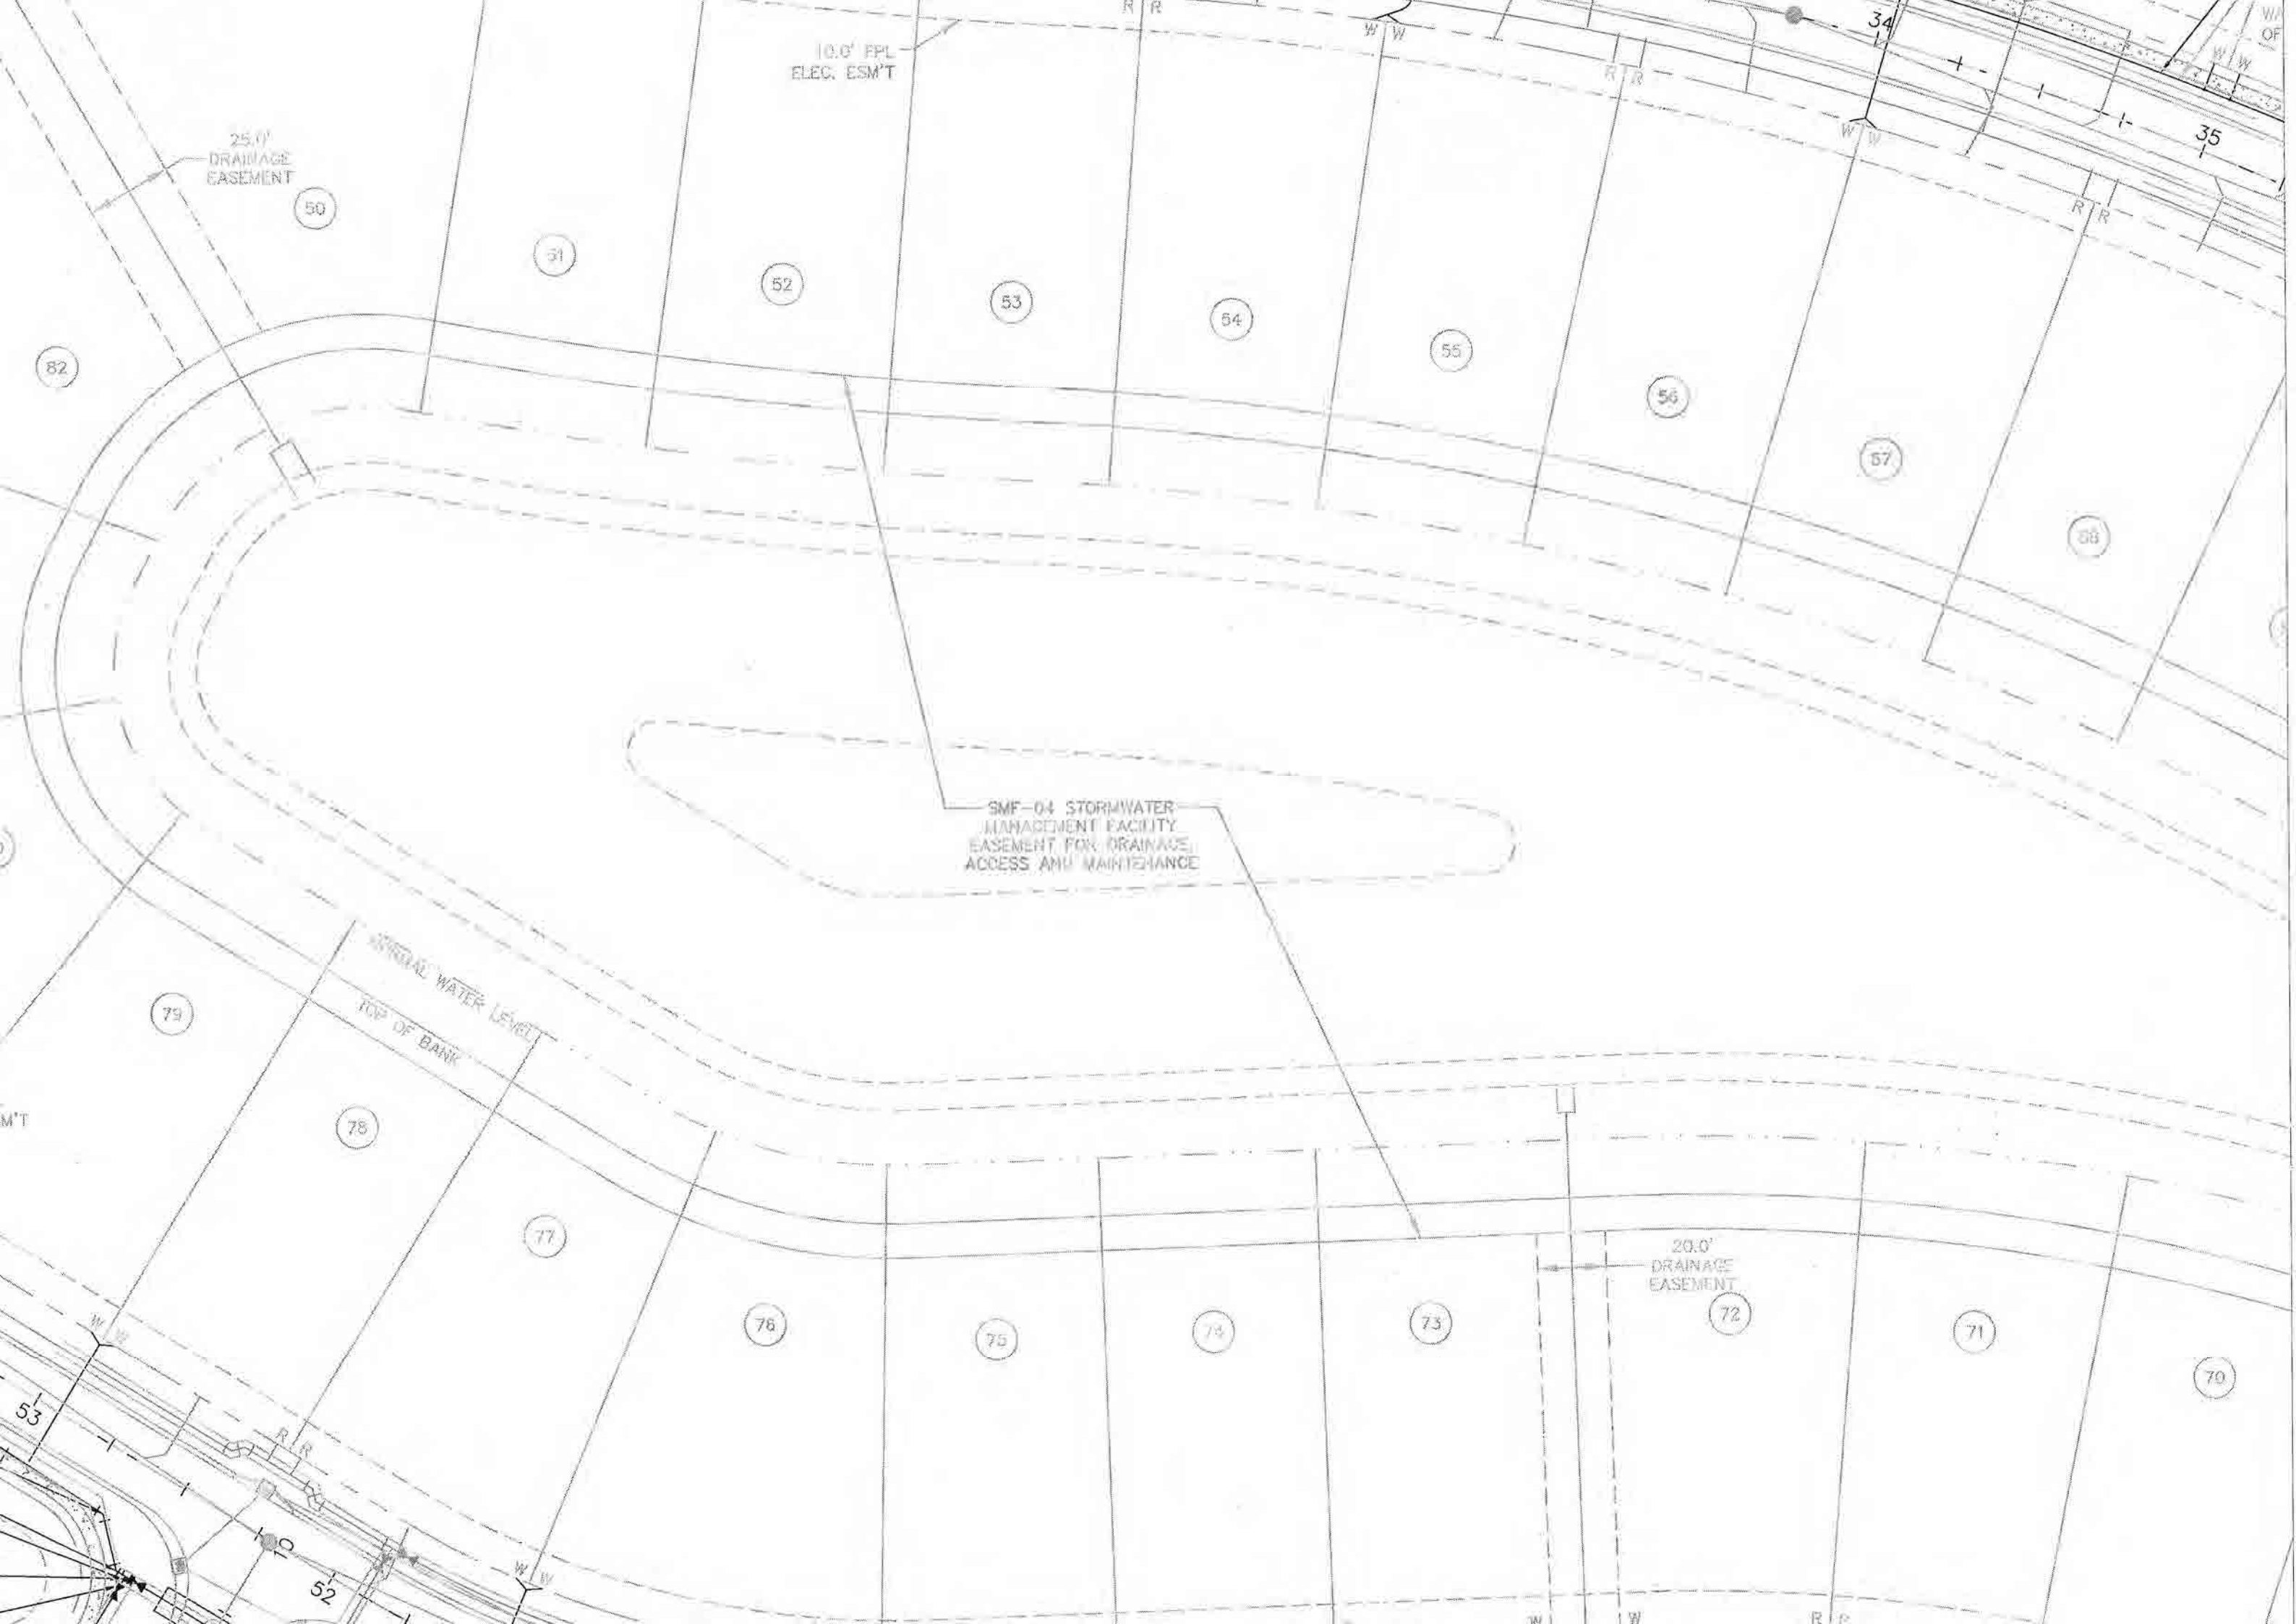 R R
W W
34
10.0' FPL
ELEC. ESM'T
R R
W W
W W
35
25.0'
DRAINAGE
EASEMENT
R R
50
51
52
53
54
55
56
57
58
82
SMF-04 STORMWATER
MANAGEMENT FACILITY
EASEMENT FOR DRAINAGE,
ACCESS AND MAINTENANCE
NORMAL WATER LEVEL
TOP OF BANK
79
78
77
76
75
74
73
20.0'
DRAINAGE
EASEMENT
72
71
70
M'T
W W
53
R R
10
52
W W
W W
R R